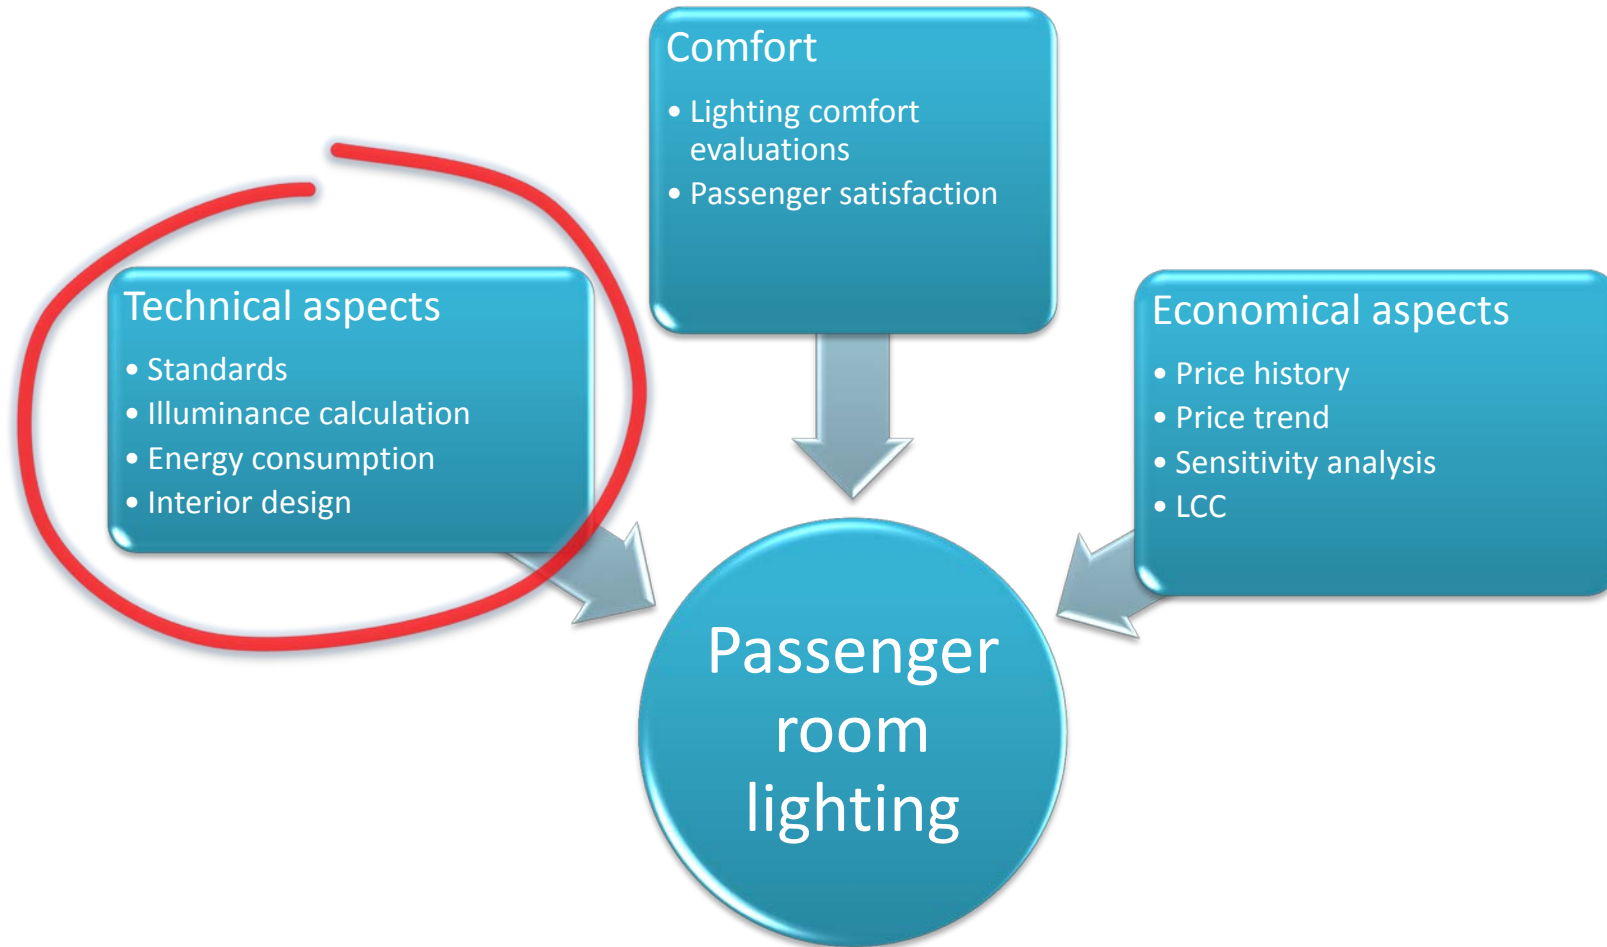 Comfort
• Lighting comfort
evaluations
• Passenger satisfaction
Technical aspects
• Standards
• Illuminance calculation
• Energy consumption
• Interior design
Economical aspects
• Price history
• Price trend
• Sensitivity analysis
• LCC
Passenger
room
lighting